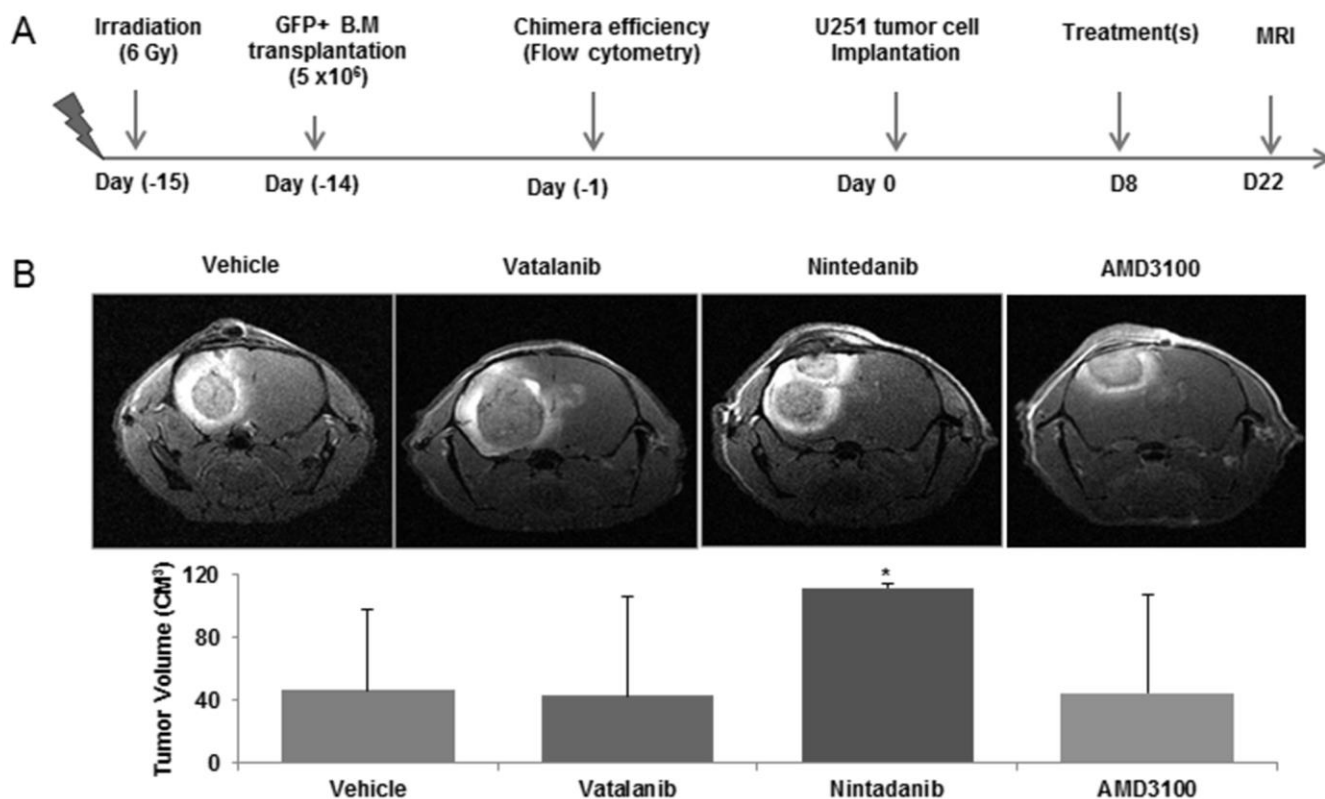 A
Irradiation
(6 Gy)
GFP+ B.M
transplantation
(5 x10⁶)
Chimera efficiency
(Flow cytometry)
U251 tumor cell
Implantation
Treatment(s)
MRI
Day (-15)
Day (-14)
Day (-1)
Day 0
D8
D22
B
Vehicle
Vatalanib
Nintedanib
AMD3100
Tumor Volume (CM³)
120
80
40
0
*
Vehicle
Vatalanib
Nintadanib
AMD3100